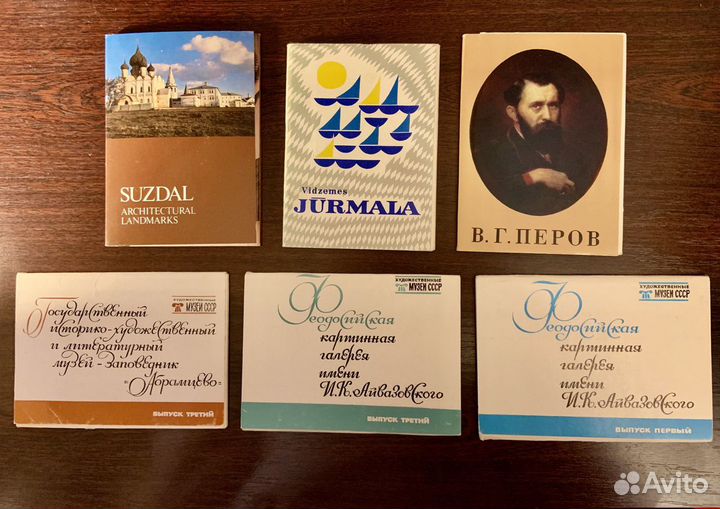 SUZDAL
ARCHITECTURAL
LANDMARKS
Vidzemes
JŪRMALA
В.Г.ПЕРОВ
ХУДОЖЕСТВЕННЫЕ
МУЗЕИ СССР
Государственный
историко-художественный
и литературный
музей-заповедник
"Абрамцево"
ВЫПУСК ТРЕТИЙ
ХУДОЖЕСТВЕННЫЕ
МУЗЕИ СССР
Феодосийская
картинная
галерея
имени
И.К.Айвазовского
ВЫПУСК ТРЕТИЙ
ХУДОЖЕСТВЕННЫЕ
МУЗЕИ СССР
Феодосийская
картинная
галерея
имени
И.К.Айвазовского
ВЫПУСК ПЕРВЫЙ
Avito